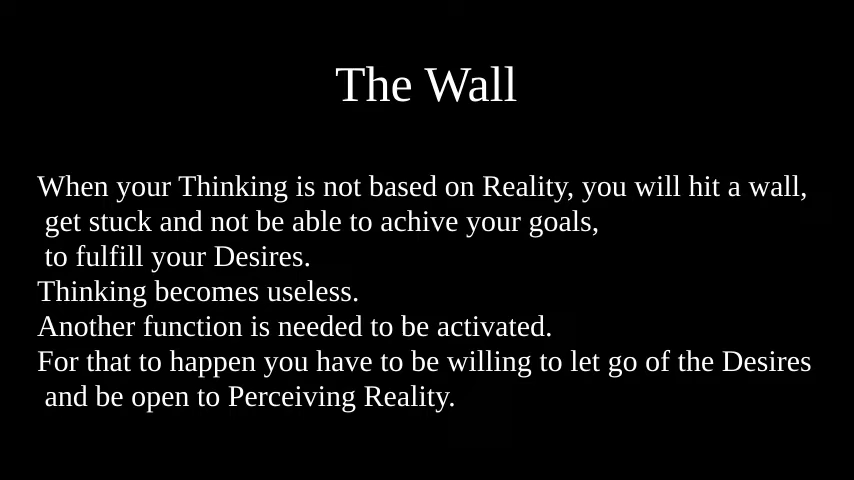 The Wall
When your Thinking is not based on Reality, you will hit a wall,
get stuck and not be able to achive your goals,
to fulfill your Desires.
Thinking becomes useless.
Another function is needed to be activated.
For that to happen you have to be willing to let go of the Desires
and be open to Perceiving Reality.